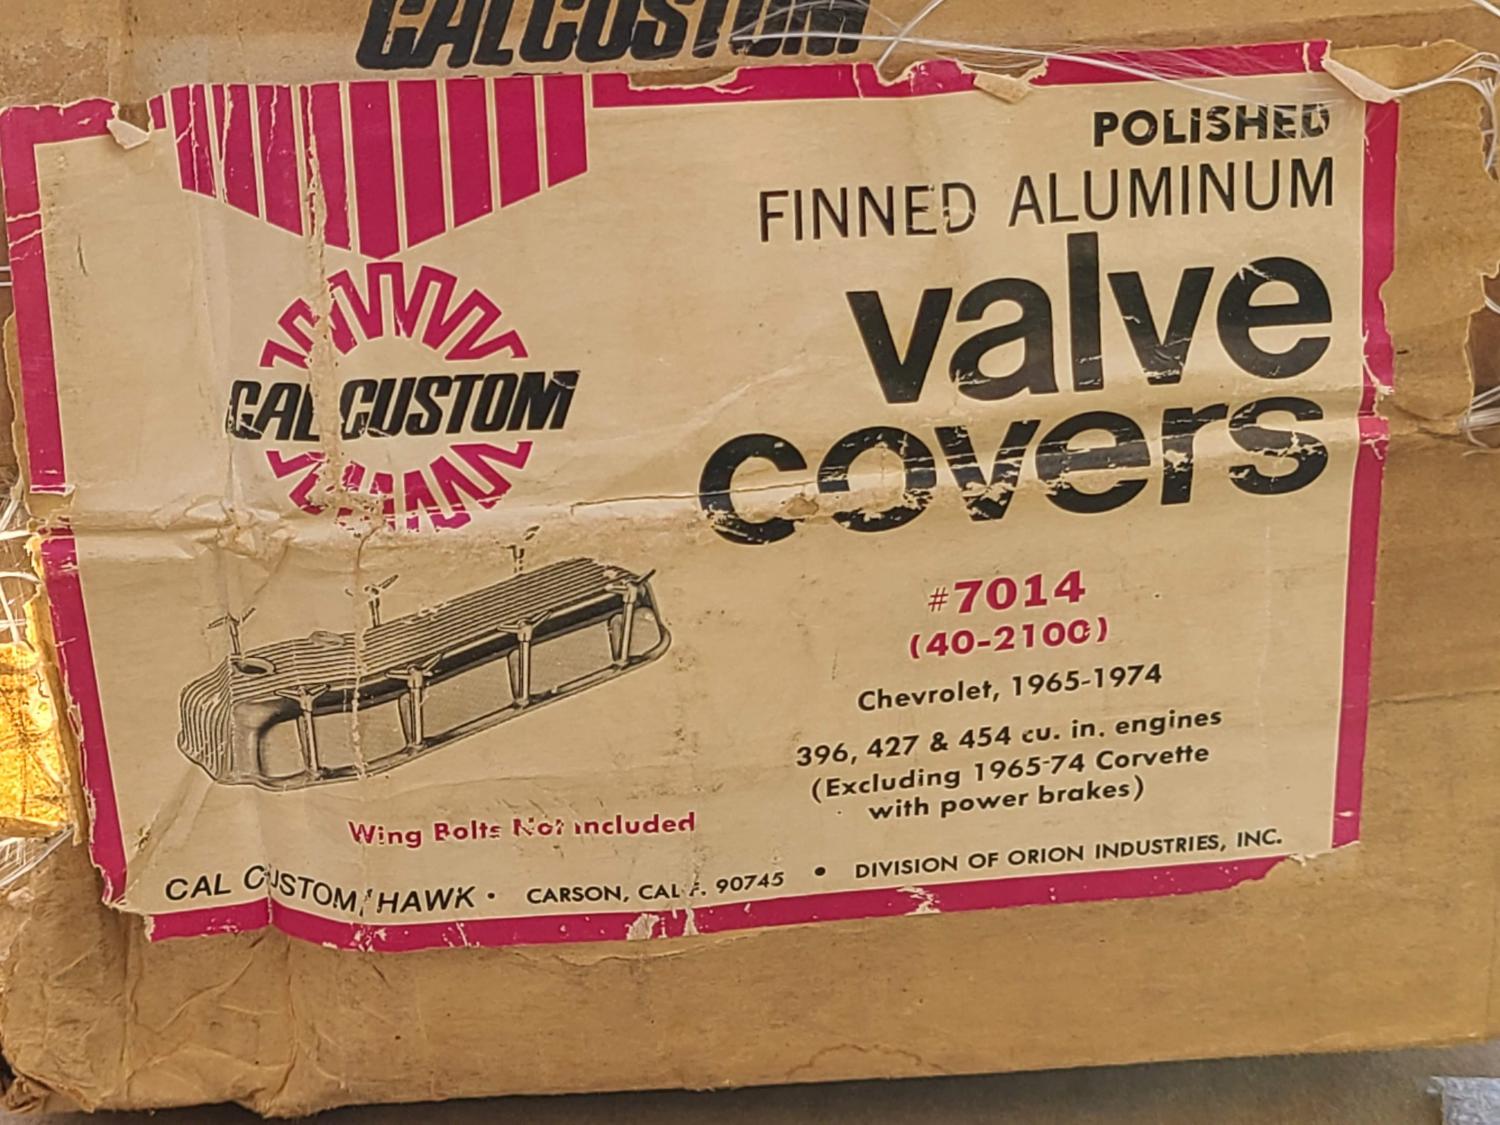 CALCUSTOM
POLISHED
FINNED ALUMINUM
valve
covers
CAL CUSTOM
#7014
(40-2100)
Chevrolet, 1965-1974
396, 427 & 454 cu. in. engines
(Excluding 1965-74 Corvette
with power brakes)
Wing Bolts Not Included
CAL CUSTOM/HAWK • CARSON, CALIF. 90745 • DIVISION OF ORION INDUSTRIES, INC.